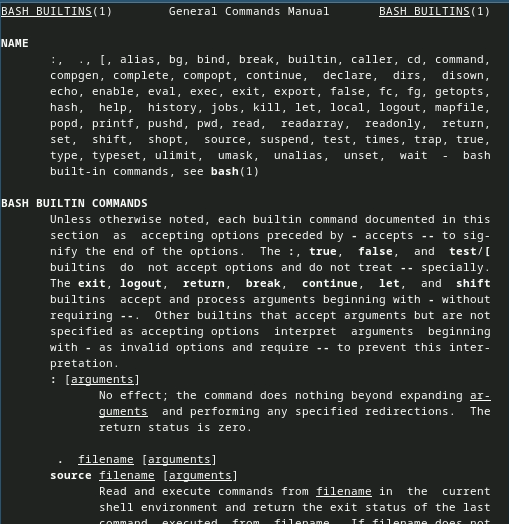 BASH BUILTINS(1) General Commands Manual BASH BUILTINS(1)
NAME
:, ., [, alias, bg, bind, break, builtin, caller, cd, command,
compgen, complete, compopt, continue, declare, dirs, disown,
echo, enable, eval, exec, exit, export, false, fc, fg, getopts,
hash, help, history, jobs, kill, let, local, logout, mapfile,
popd, printf, pushd, pwd, read, readarray, readonly, return,
set, shift, shopt, source, suspend, test, times, trap, true,
type, typeset, ulimit, umask, unalias, unset, wait - bash
built-in commands, see bash(1)
BASH BUILTIN COMMANDS
Unless otherwise noted, each builtin command documented in this
section as accepting options preceded by - accepts -- to sig-
nify the end of the options. The :, true, false, and test/[
builtins do not accept options and do not treat -- specially.
The exit, logout, return, break, continue, let, and shift
builtins accept and process arguments beginning with - without
requiring --. Other builtins that accept arguments but are not
specified as accepting options interpret arguments beginning
with - as invalid options and require -- to prevent this inter-
pretation.
: [arguments]
No effect; the command does nothing beyond expanding ar-
guments and performing any specified redirections. The
return status is zero.
. filename [arguments]
source filename [arguments]
Read and execute commands from filename in the current
shell environment and return the exit status of the last
command executed from filename. If filename does not